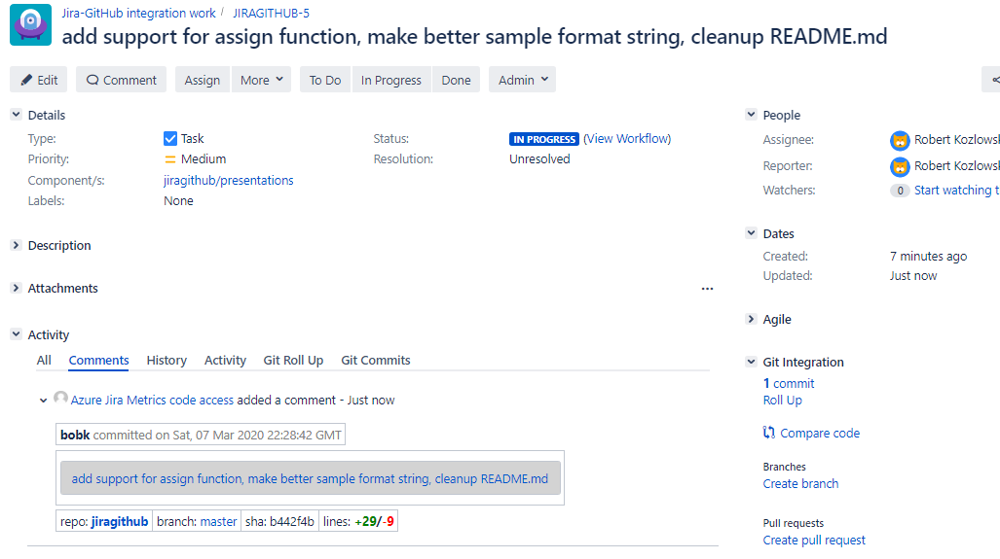 Jira-GitHub integration work / JIRAGITHUB-5
add support for assign function, make better sample format string, cleanup README.md
Edit Comment Assign More To Do In Progress Done Admin
Details
Type: Task
Status: IN PROGRESS (View Workflow)
Priority: Medium
Resolution: Unresolved
Component/s: jiragithub/presentations
Labels: None
Description
Attachments
Activity
All Comments History Activity Git Roll Up Git Commits
Azure Jira Metrics code access added a comment - Just now
bobk committed on Sat, 07 Mar 2020 22:28:42 GMT
add support for assign function, make better sample format string, cleanup README.md
repo: jiragithub branch: master sha: b442f4b lines: +29/-9
People
Assignee: Robert Kozlows
Reporter: Robert Kozlows
Watchers: 0 Start watching t
Dates
Created: 7 minutes ago
Updated: Just now
Agile
Git Integration
1 commit
Roll Up
Compare code
Branches
Create branch
Pull requests
Create pull request